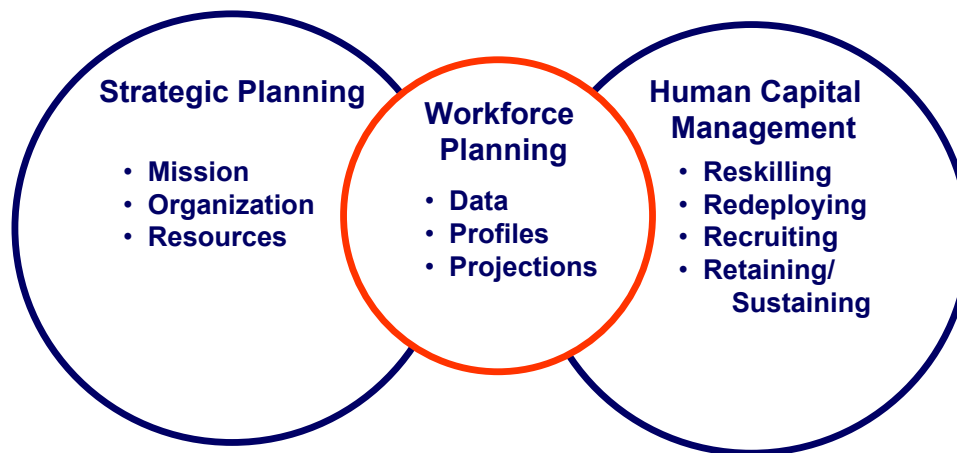 Strategic Planning
• Mission
• Organization
• Resources
Workforce
Planning
• Data
• Profiles
• Projections
Human Capital
Management
• Reskilling
• Redeploying
• Recruiting
• Retaining/
Sustaining